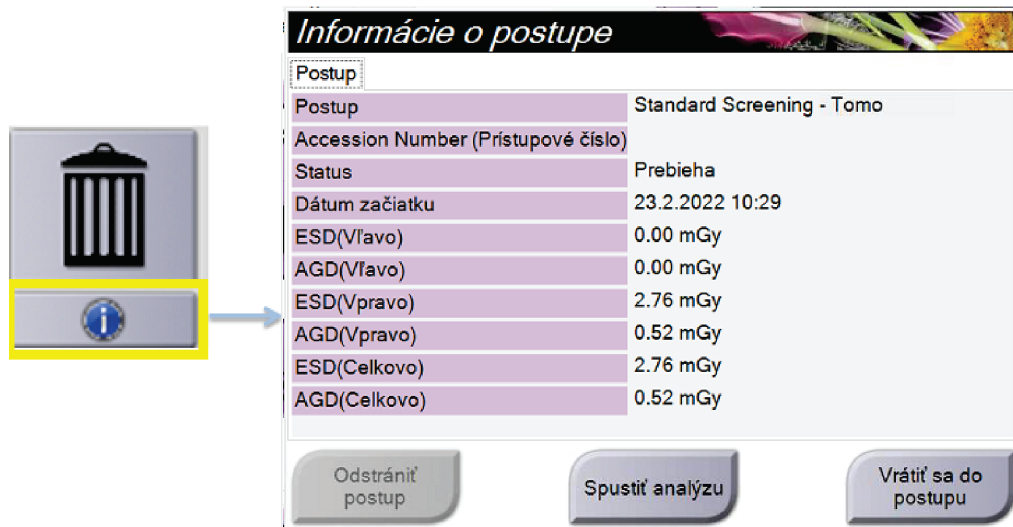 Informácie o postupe
Postup
Postup Standard Screening - Tomo
Accession Number (Prístupové číslo)
Status Prebieha
Dátum začiatku 23.2.2022 10:29
ESD(Vľavo) 0.00 mGy
AGD(Vľavo) 0.00 mGy
ESD(Vpravo) 2.76 mGy
AGD(Vpravo) 0.52 mGy
ESD(Celkovo) 2.76 mGy
AGD(Celkovo) 0.52 mGy
Odstrániť
postup
Spustiť analýzu
Vrátiť sa do
postupu